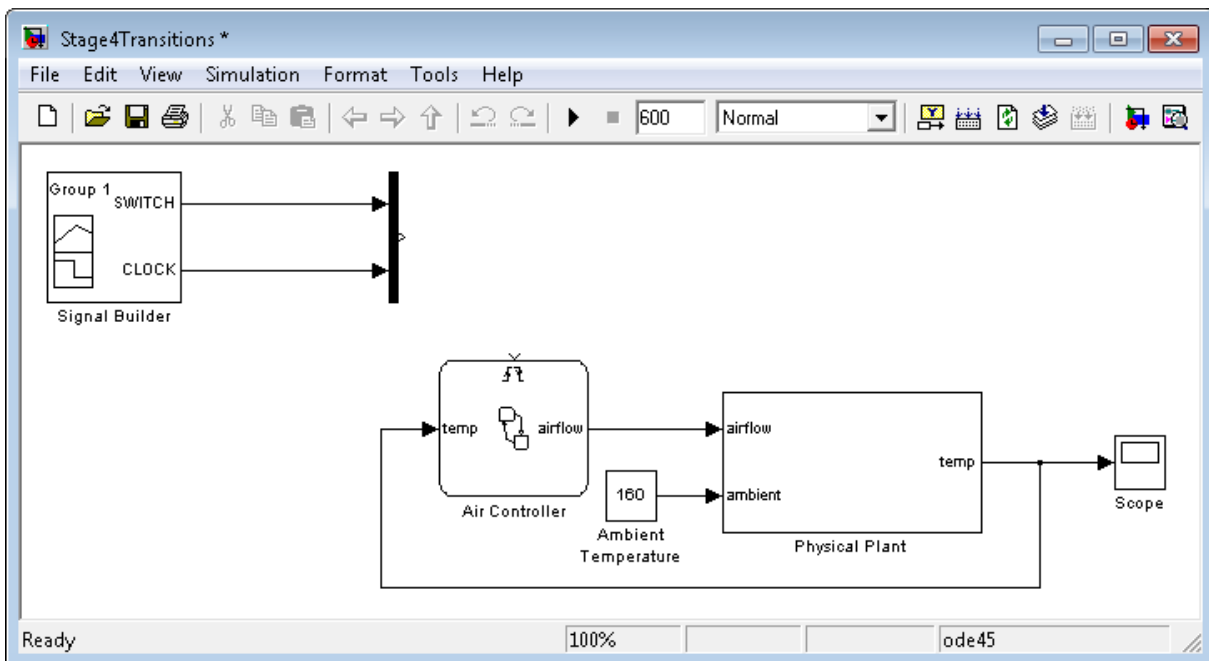 Stage4Transitions *
File Edit View Simulation Format Tools Help
600 Normal
Group 1
SWITCH
CLOCK
Signal Builder
temp airflow
Air Controller
160
Ambient
Temperature
airflow
ambient
temp
Physical Plant
Scope
Ready 100% ode45